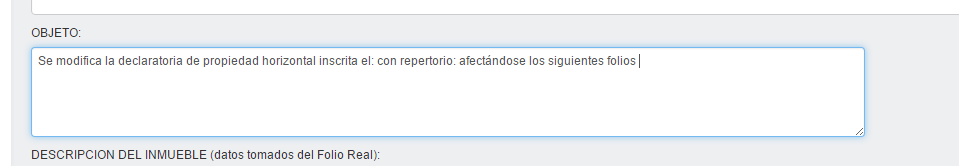 OBJETO:
Se modifica la declaratoria de propiedad horizontal inscrita el: con repertorio: afectándose los siguientes folios
DESCRIPCION DEL INMUEBLE (datos tomados del Folio Real):